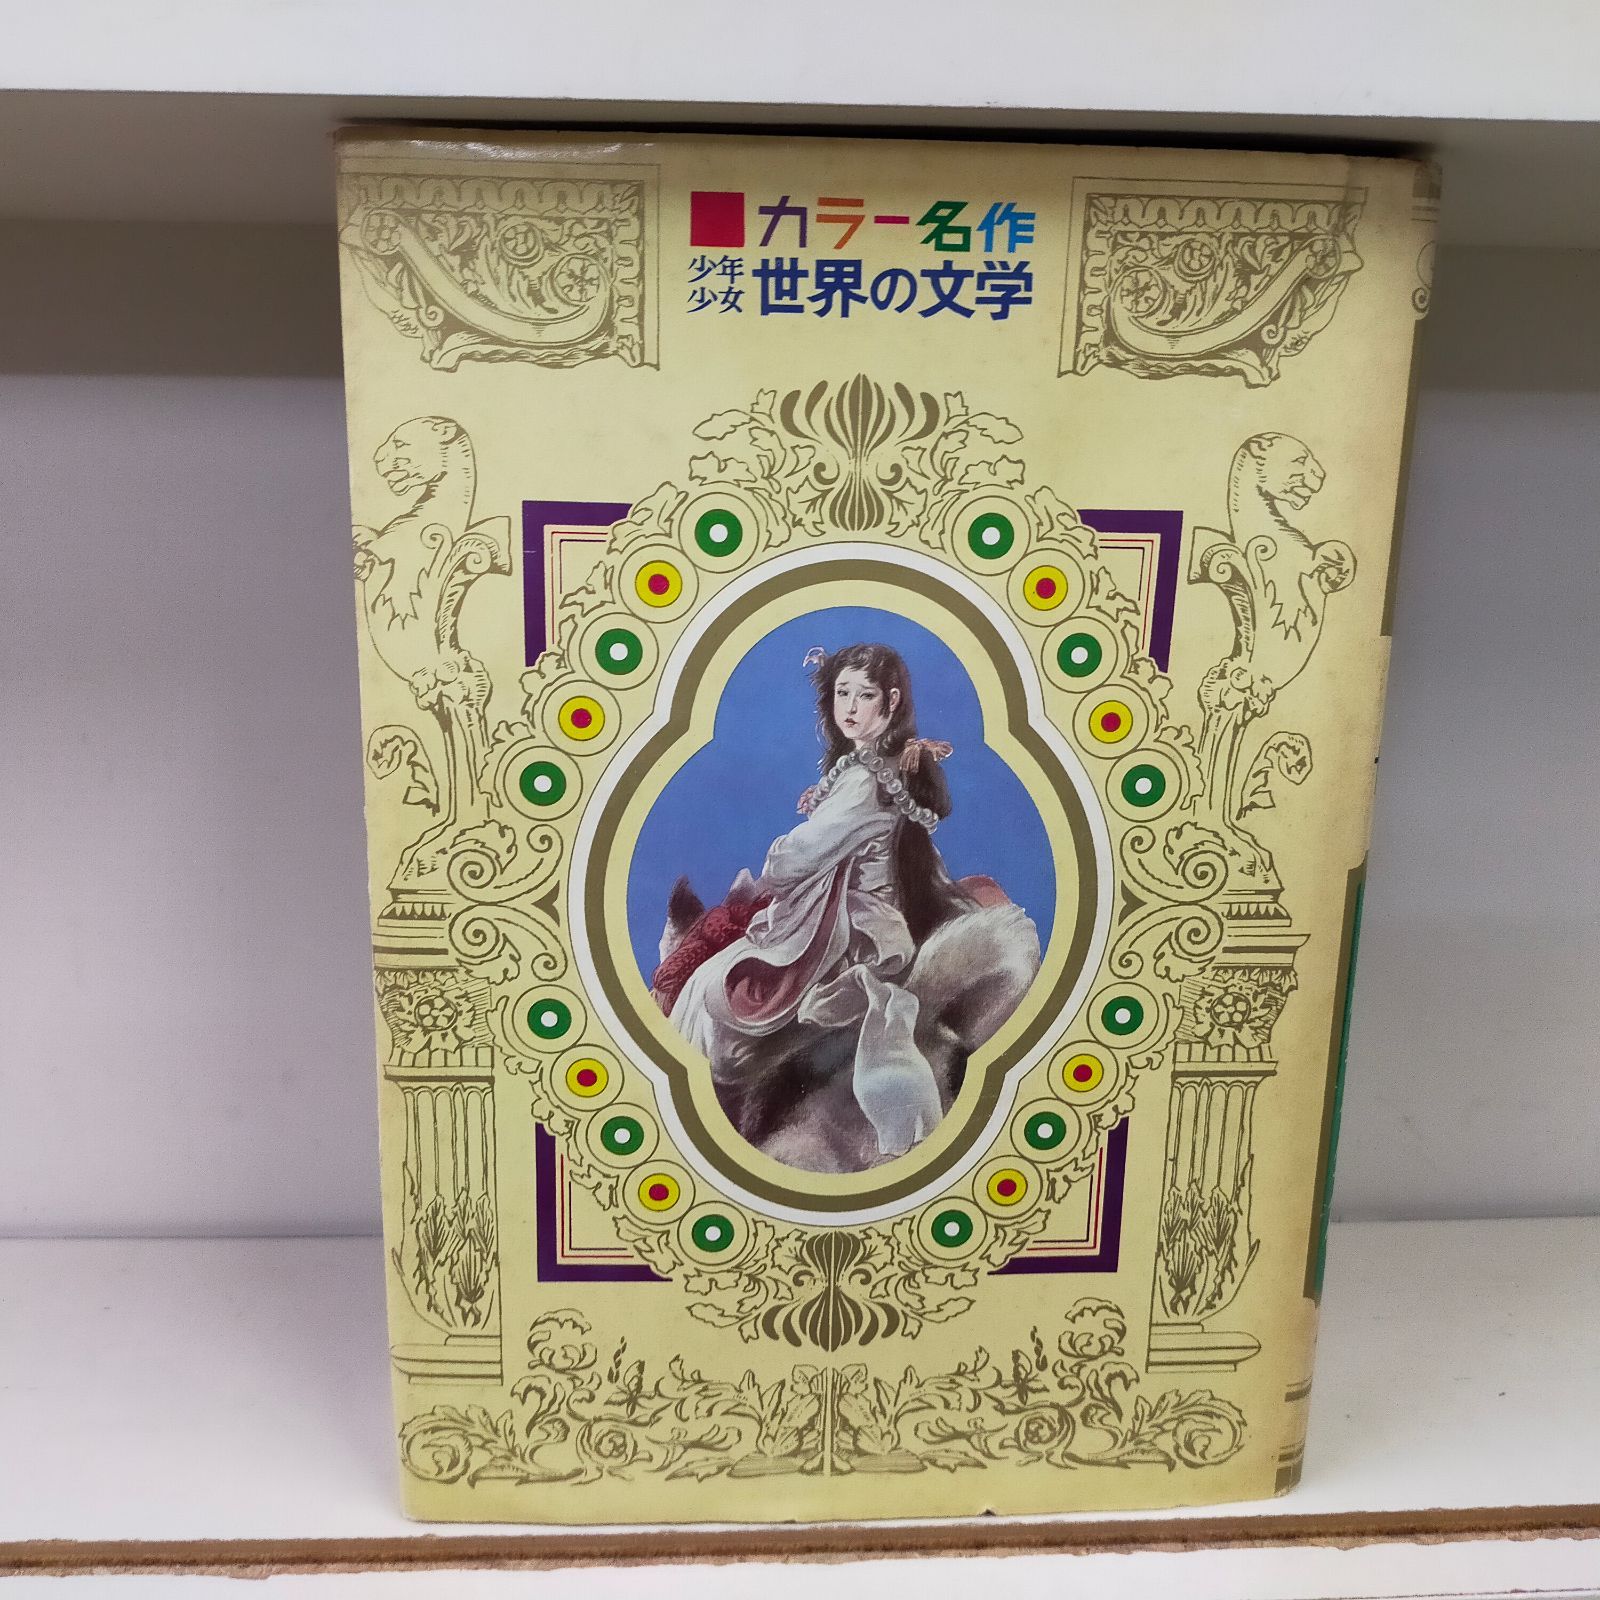 カラー名作
少年
少女 世界の文学